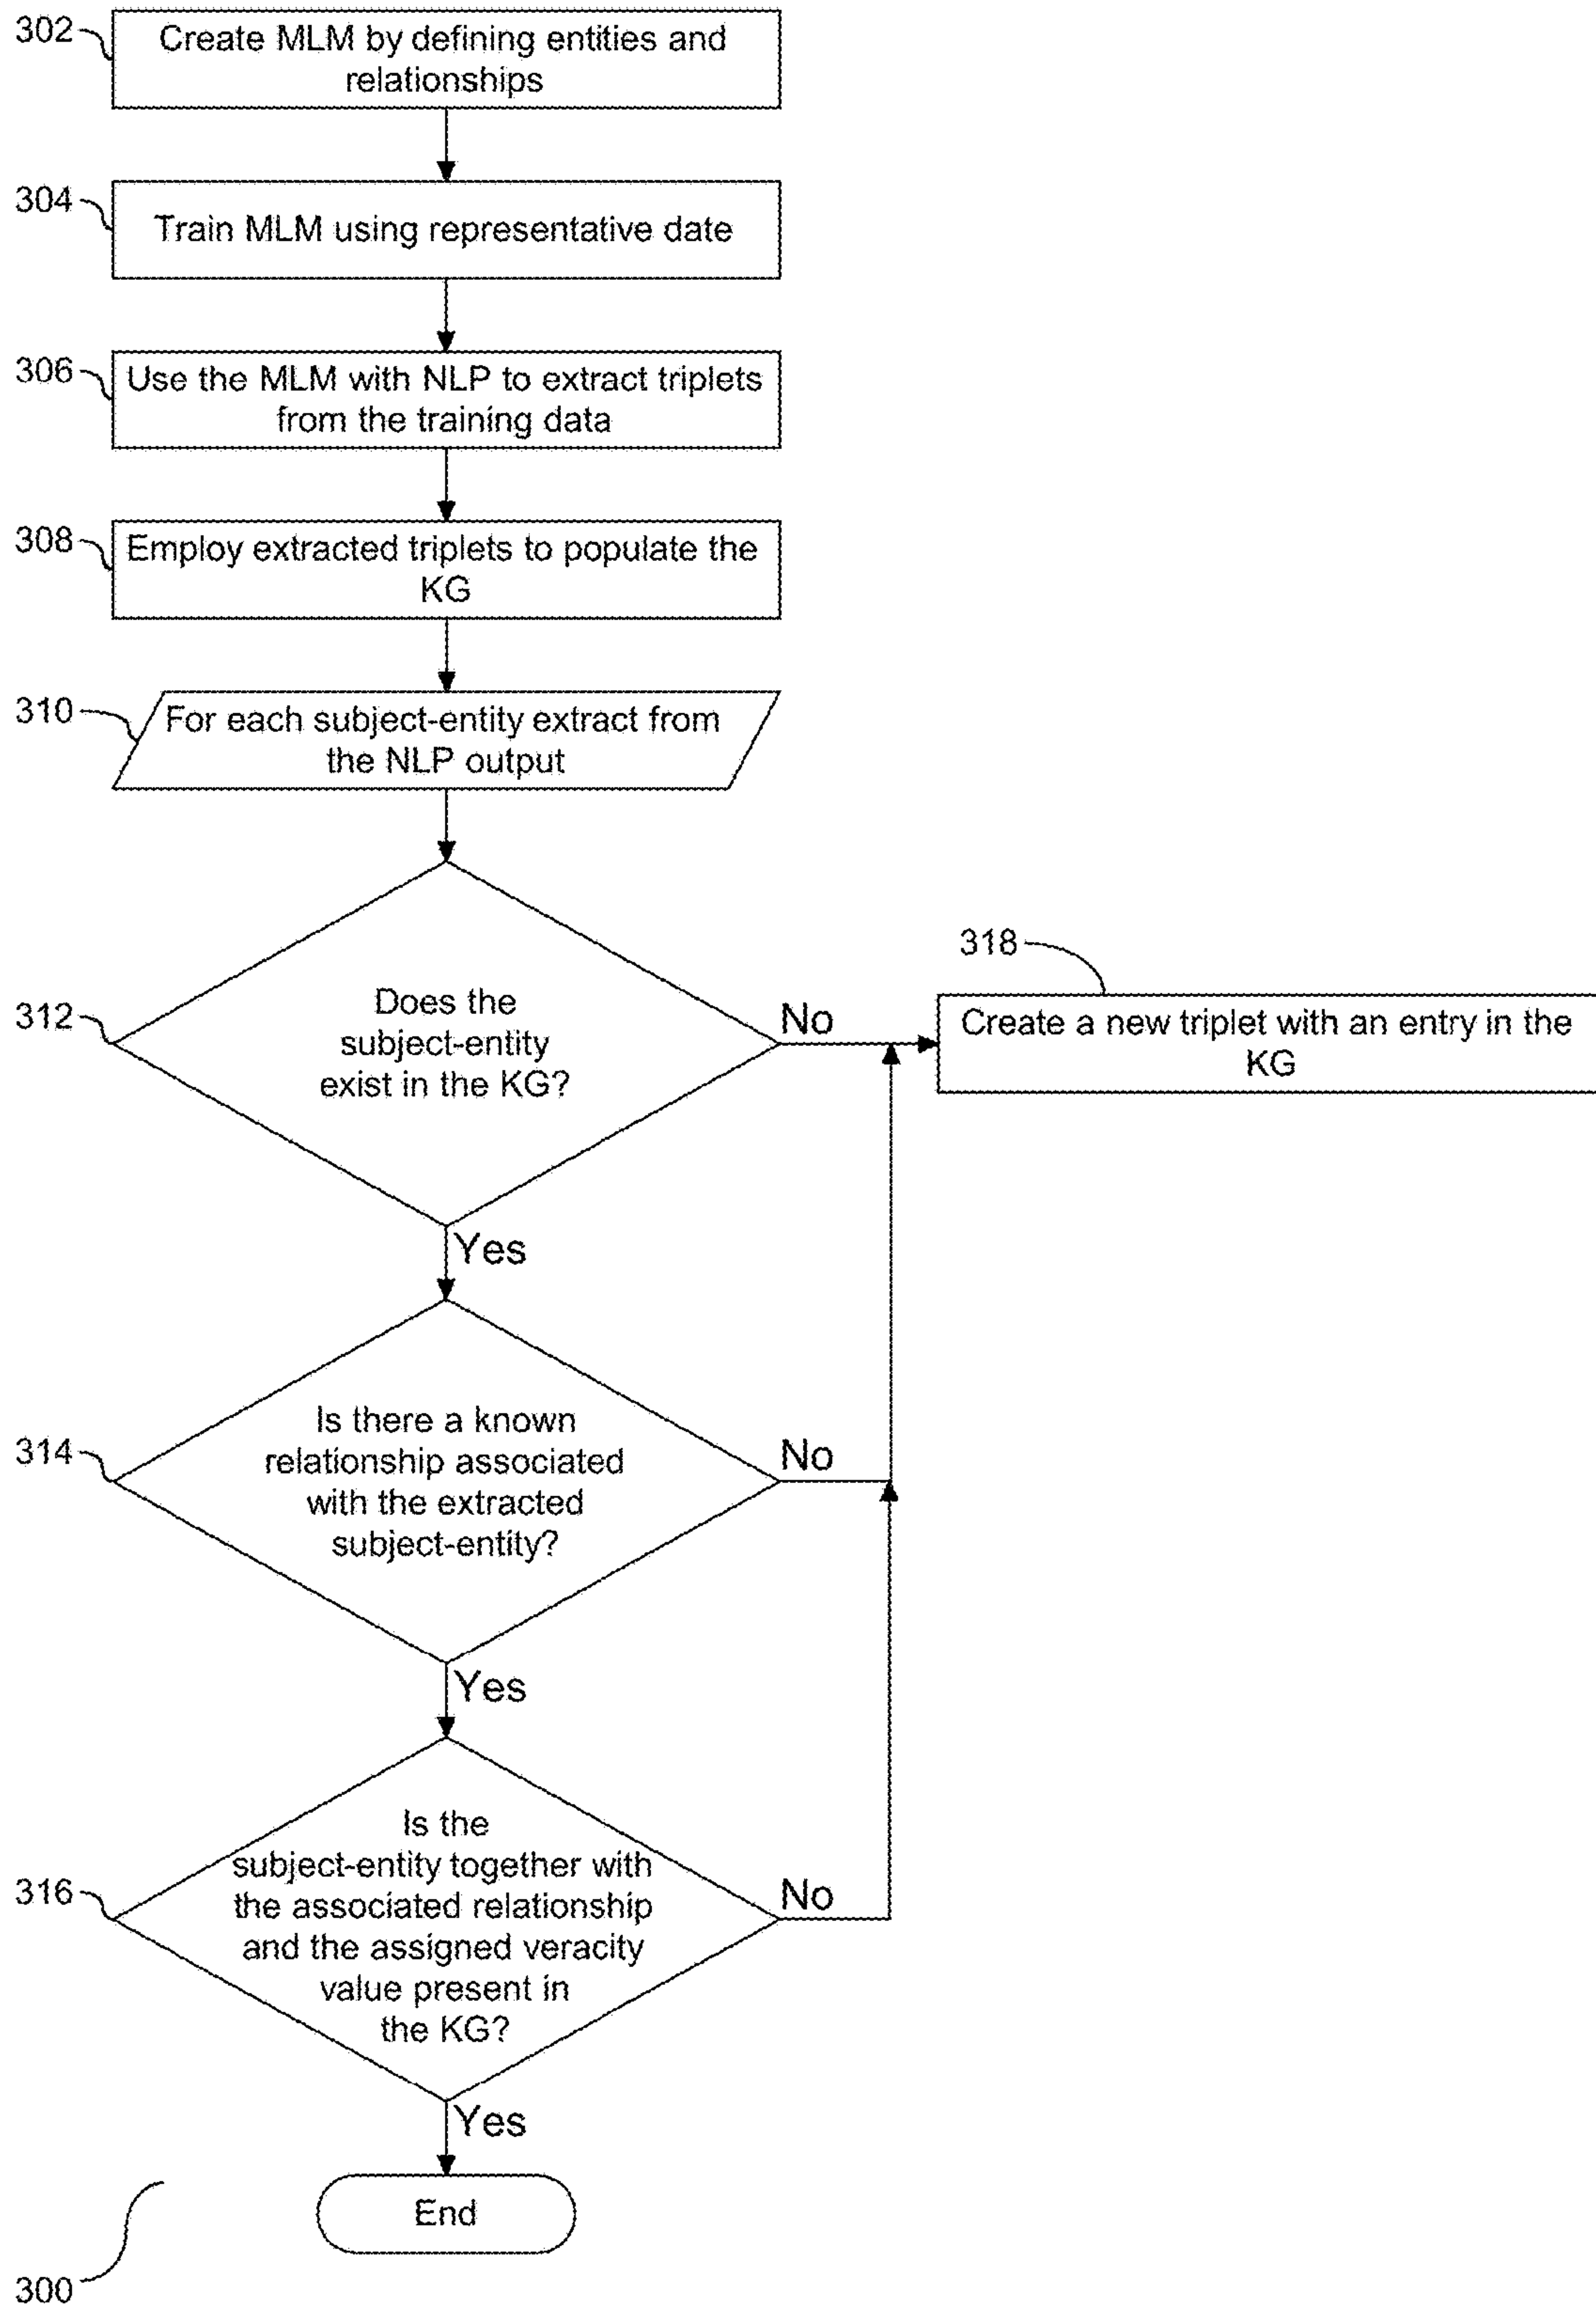 302
Create MLM by defining entities and
relationships
304
Train MLM using representative date
306
Use the MLM with NLP to extract triplets
from the training data
308
Employ extracted triplets to populate the
KG
310
For each subject-entity extract from
the NLP output
312
Does the
subject-entity
exist in the KG?
No
318
Create a new triplet with an entry in the
KG
Yes
314
Is there a known
relationship associated
with the extracted
subject-entity?
No
Yes
316
Is the
subject-entity together with
the associated relationship
and the assigned veracity
value present in
the KG?
No
Yes
End
300